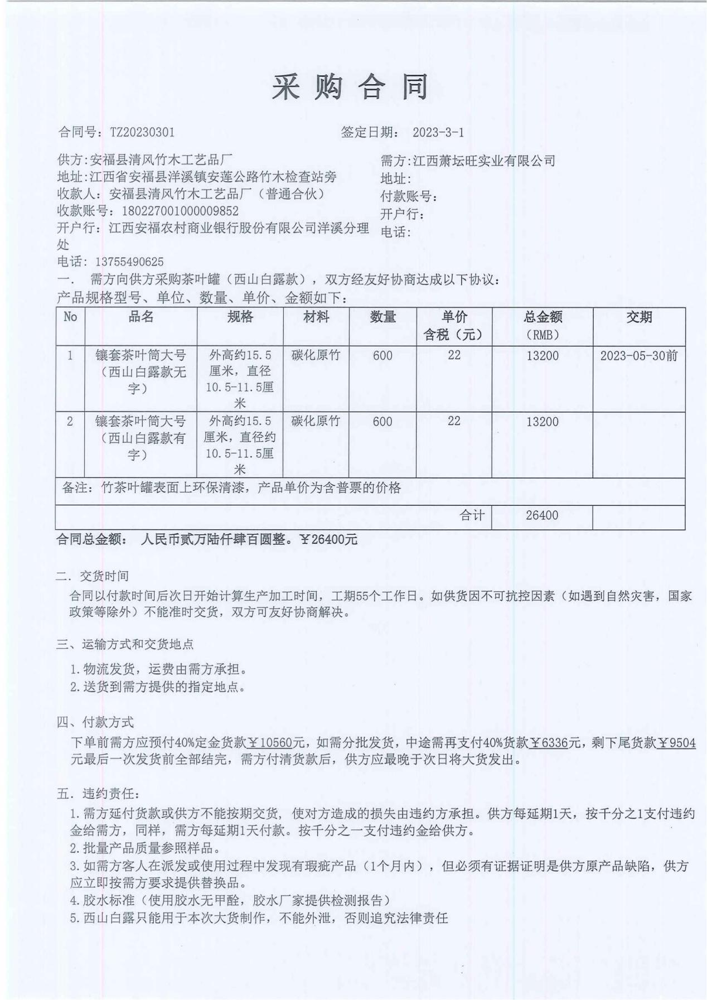 采购合同
合同号：TZ20230301 签定日期： 2023-3-1
供方:安福县清风竹木工艺品厂
地址:江西省安福县洋溪镇安莲公路竹木检查站旁
收款人：安福县清风竹木工艺品厂（普通合伙）
收款账号：180227001000009852
开户行：江西安福农村商业银行股份有限公司洋溪分理
处
电话：13755490625
需方:江西萧坛旺实业有限公司
地址:
付款账号：
开户行：
电话:
一． 需方向供方采购茶叶罐（西山白露款），双方经友好协商达成以下协议：
产品规格型号、单位、数量、单价、金额如下：
No 品名 规格 材料 数量 单价 总金额 交期
含税（元） （RMB）
1 镶套茶叶筒大号 外高约15.5 碳化原竹 600 22 13200 2023-05-30前
（西山白露款无 厘米，直径
字） 10.5-11.5厘
米
2 镶套茶叶筒大号 外高约15.5 碳化原竹 600 22 13200
（西山白露款有 厘米，直径约
字） 10.5-11.5厘
米
备注：竹茶叶罐表面上环保清漆，产品单价为含普票的价格
合计 26400
合同总金额： 人民币贰万陆仟肆百圆整。￥26400元
二．交货时间
合同以付款时间后次日开始计算生产加工时间，工期55个工作日。如供货因不可抗控因素（如遇到自然灾害，国家
政策等除外）不能准时交货，双方可友好协商解决。
三、运输方式和交货地点
1.物流发货，运费由需方承担。
2.送货到需方提供的指定地点。
四、付款方式
下单前需方应预付40%定金货款￥10560元，如需分批发货，中途需再支付40%货款￥6336元，剩下尾货款￥9504
元最后一次发货前全部结完，需方付清货款后，供方应最晚于次日将大货发出。
五．违约责任：
1.需方延付货款或供方不能按期交货，使对方造成的损失由违约方承担。供方每延期1天，按千分之1支付违约
金给需方，同样，需方每延期1天付款。按千分之一支付违约金给供方。
2.批量产品质量参照样品。
3.如需方客人在派发或使用过程中发现有瑕疵产品（1个月内），但必须有证据证明是供方原产品缺陷，供方
应立即按需方要求提供替换品。
4.胶水标准（使用胶水无甲醛，胶水厂家提供检测报告）
5.西山白露只能用于本次大货制作，不能外泄，否则追究法律责任